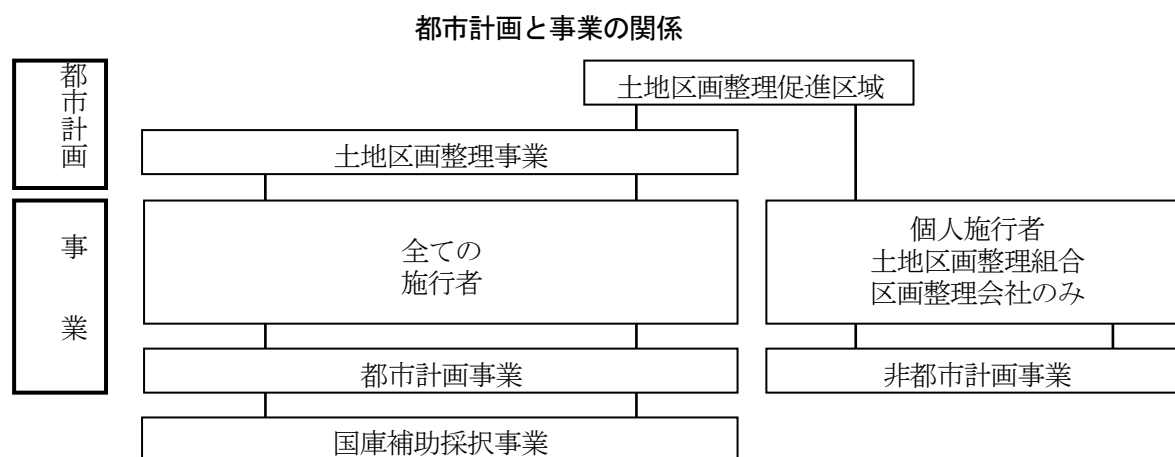 都市計画と事業の関係
都市計画
土地区画整理促進区域
土地区画整理事業
事業
全ての
施行者
個人施行者
土地区画整理組合
区画整理会社のみ
都市計画事業
非都市計画事業
国庫補助採択事業